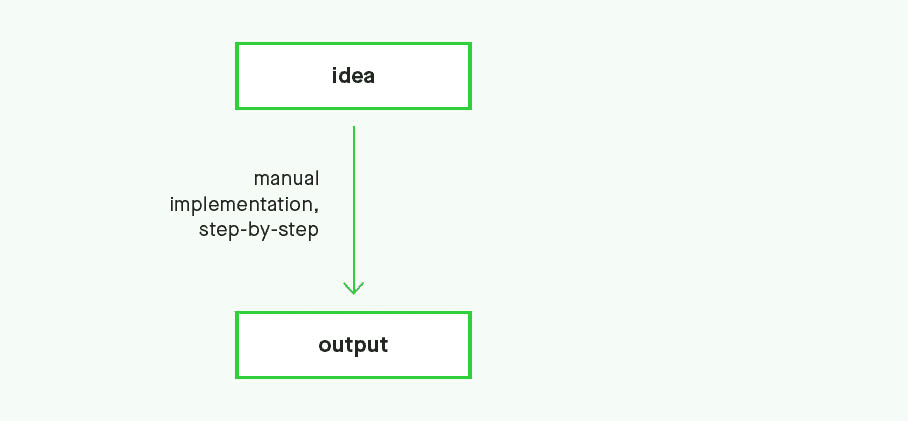 idea
manual
implementation,
step-by-step
output